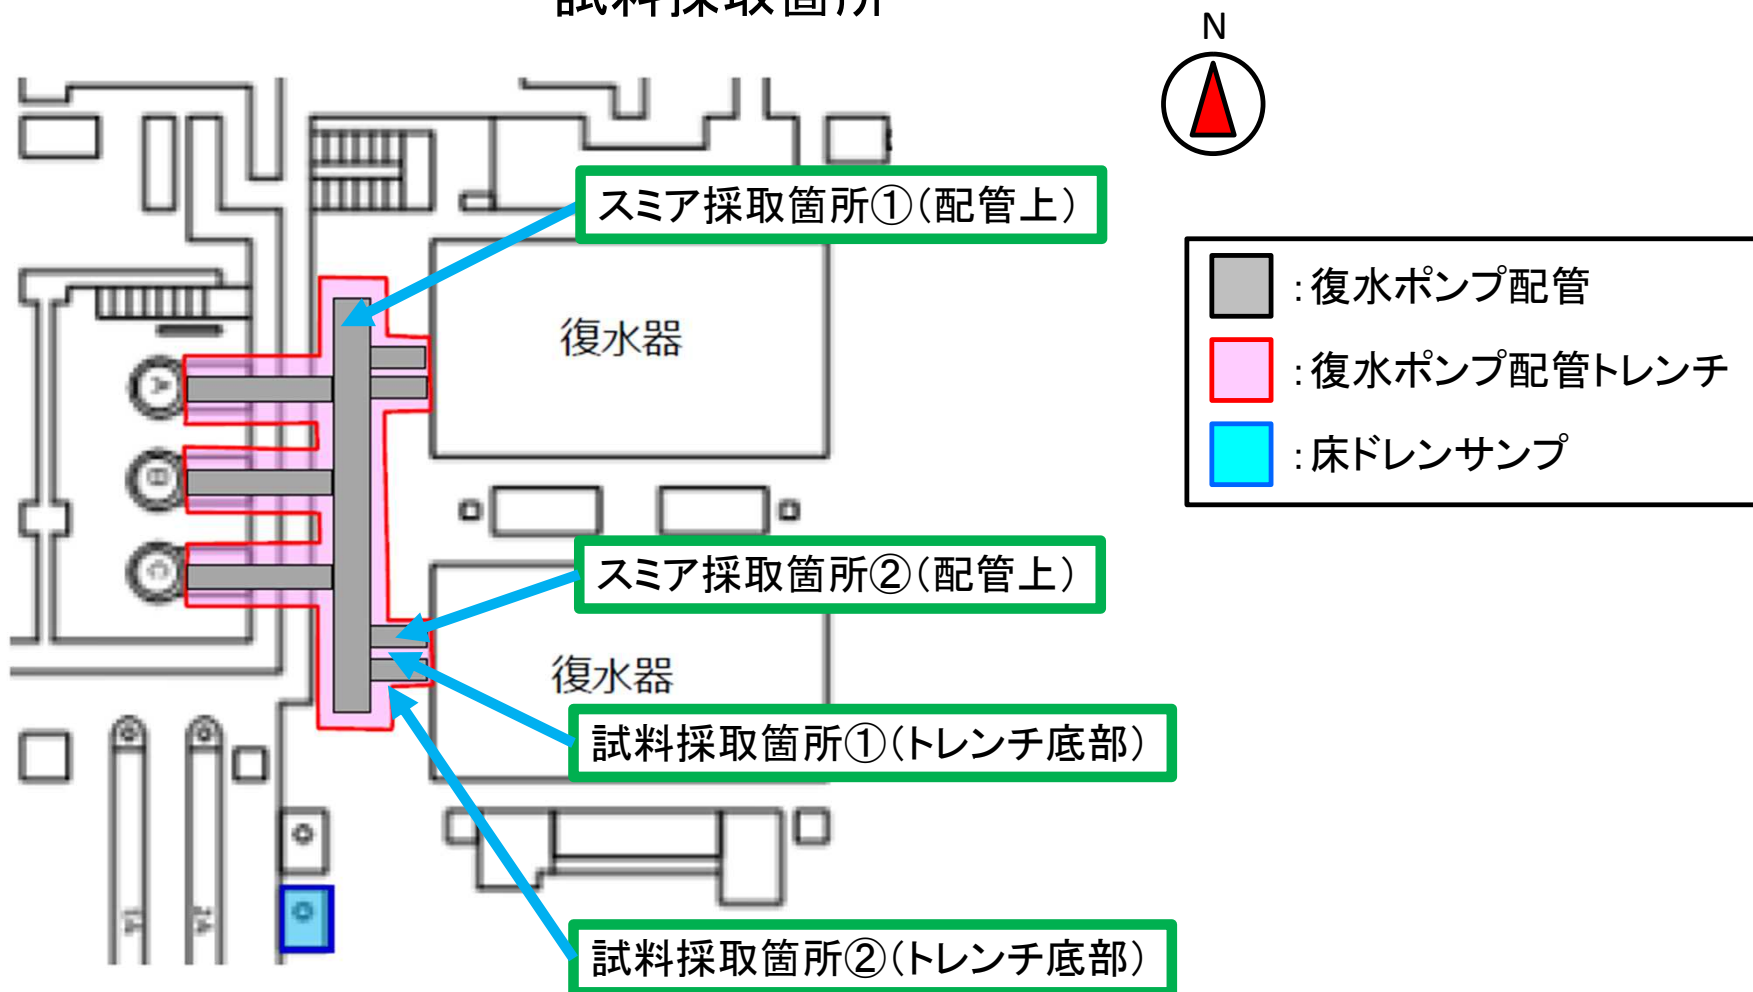 試料採取箇所
N
スミア採取箇所①(配管上)
:復水ポンプ配管
復水器
:復水ポンプ配管トレンチ
A
:床ドレンサンプ
B
スミア採取箇所②(配管上)
C
復水器
試料採取箇所①(トレンチ底部)
試料採取箇所②(トレンチ底部)